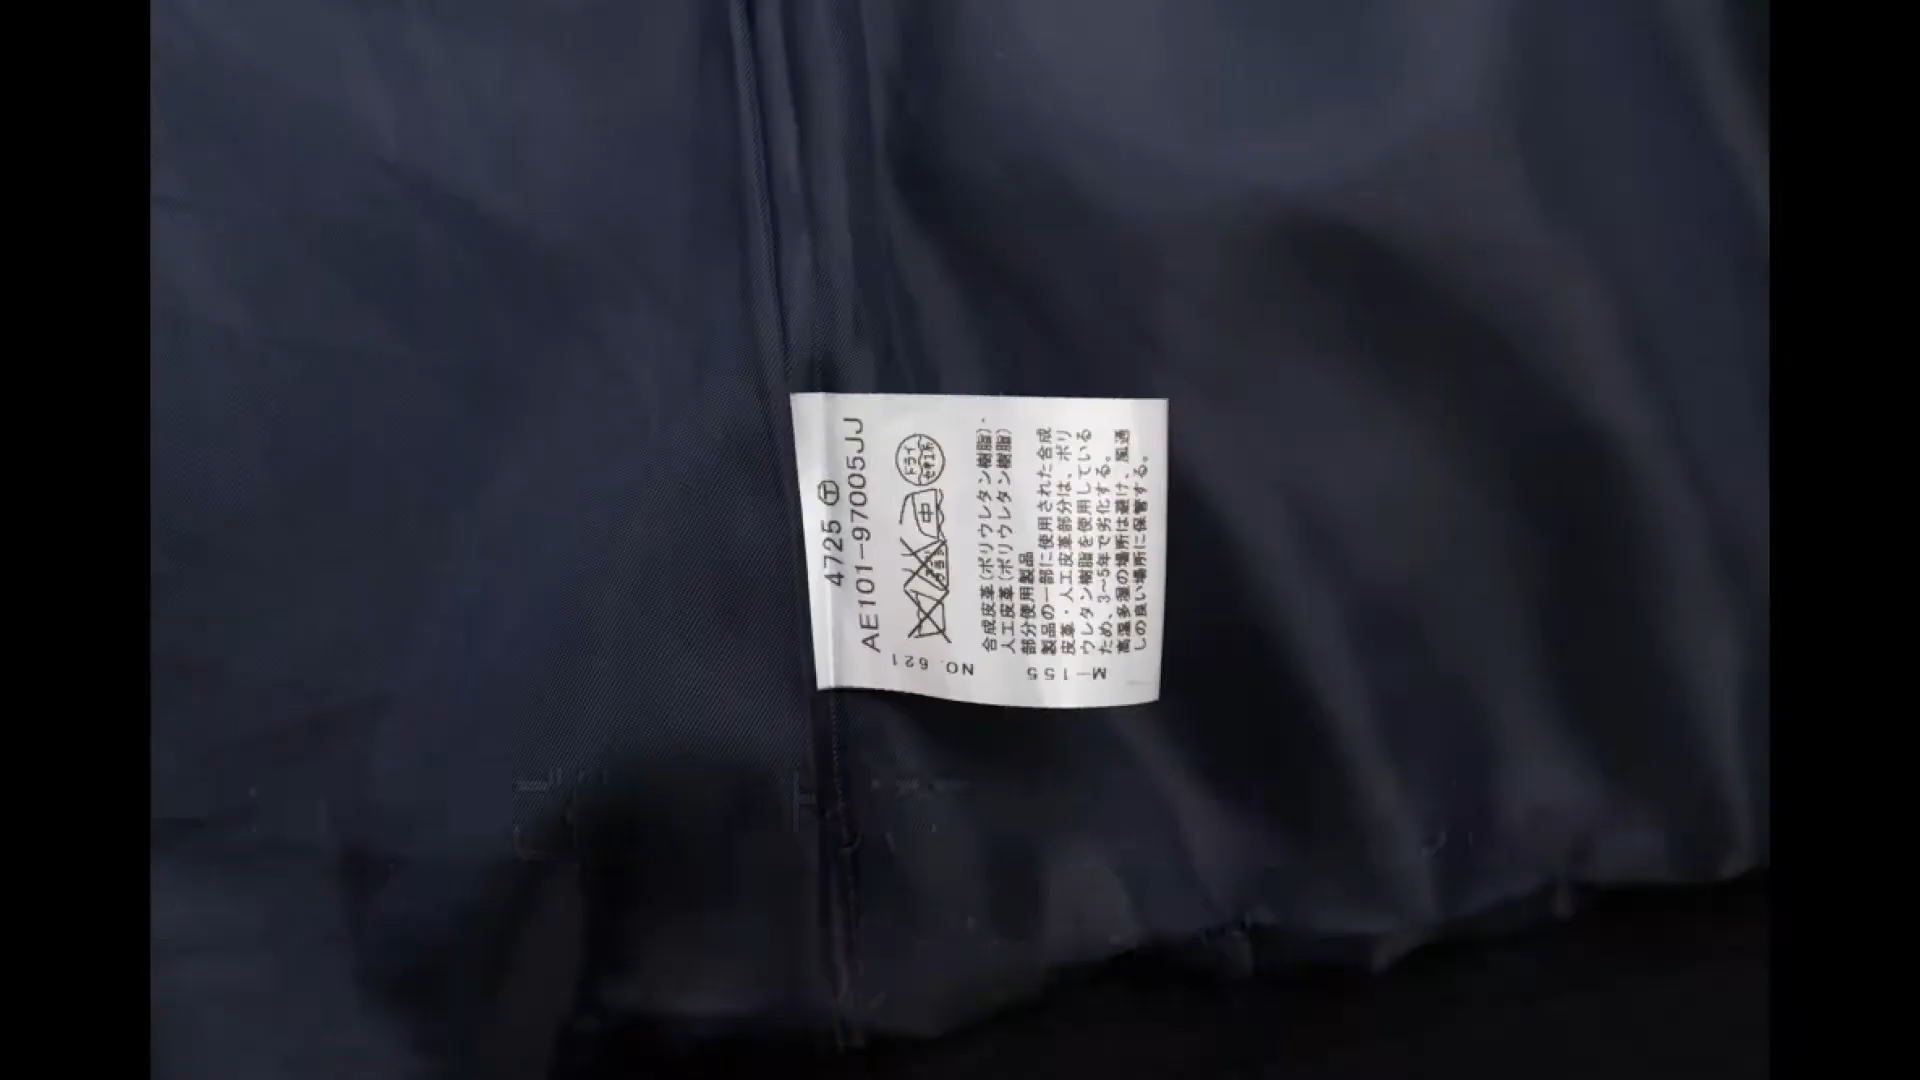 4725 Ⓣ
AE101-97005JJ
ドライ
セキユ系
中
エンソサラシ
合成皮革(ポリウレタン樹脂)・
人工皮革(ポリウレタン樹脂)
部分使用製品
製品の一部に使用された合成
皮革・人工皮革部分は、ポリ
ウレタン樹脂を使用している
ため、3~5年で劣化する。
高温多湿の場所は避け、風通
しの良い場所に保管する。
NO. 621
M-155